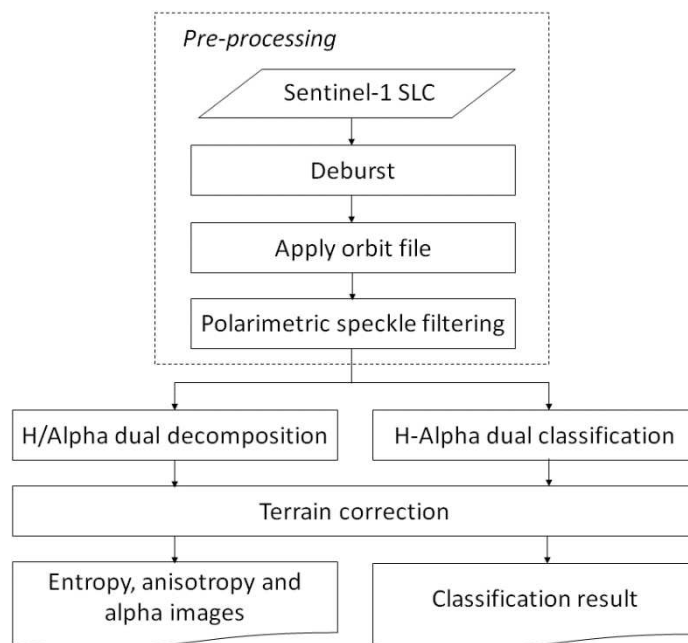 Pre-processing
Sentinel-1 SLC
Deburst
Apply orbit file
Polarimetric speckle filtering
H/Alpha dual decomposition
H-Alpha dual classification
Terrain correction
Entropy, anisotropy and
alpha images
Classification result